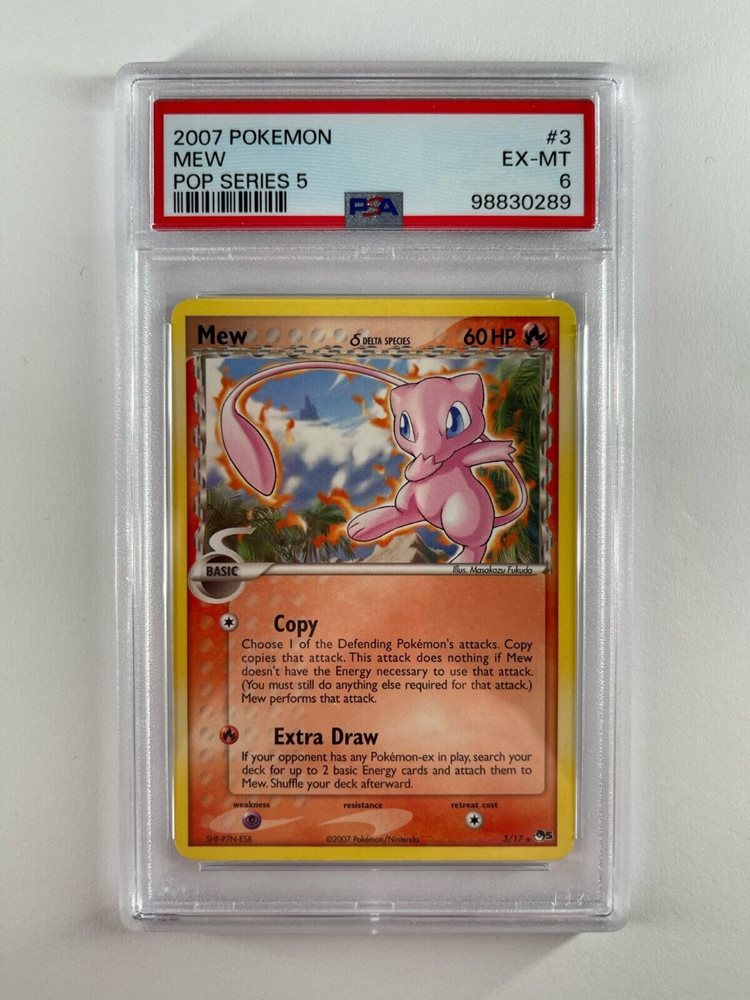 2007 POKEMON #3
MEW EX-MT
POP SERIES 5 6
PSA 98830289
Mew δ DELTA SPECIES 60 HP
BASIC
Illus. Masakazu Fukuda
Copy
Choose 1 of the Defending Pokémon's attacks. Copy
copies that attack. This attack does nothing if Mew
doesn't have the Energy necessary to use that attack.
(You must still do anything else required for that attack.)
Mew performs that attack.
Extra Draw
If your opponent has any Pokémon-ex in play, search your
deck for up to 2 basic Energy cards and attach them to
Mew. Shuffle your deck afterward.
weakness resistance retreat cost
SHF-P7N-ESR ©2007 Pokémon/Nintendo 3/17 ★ 5